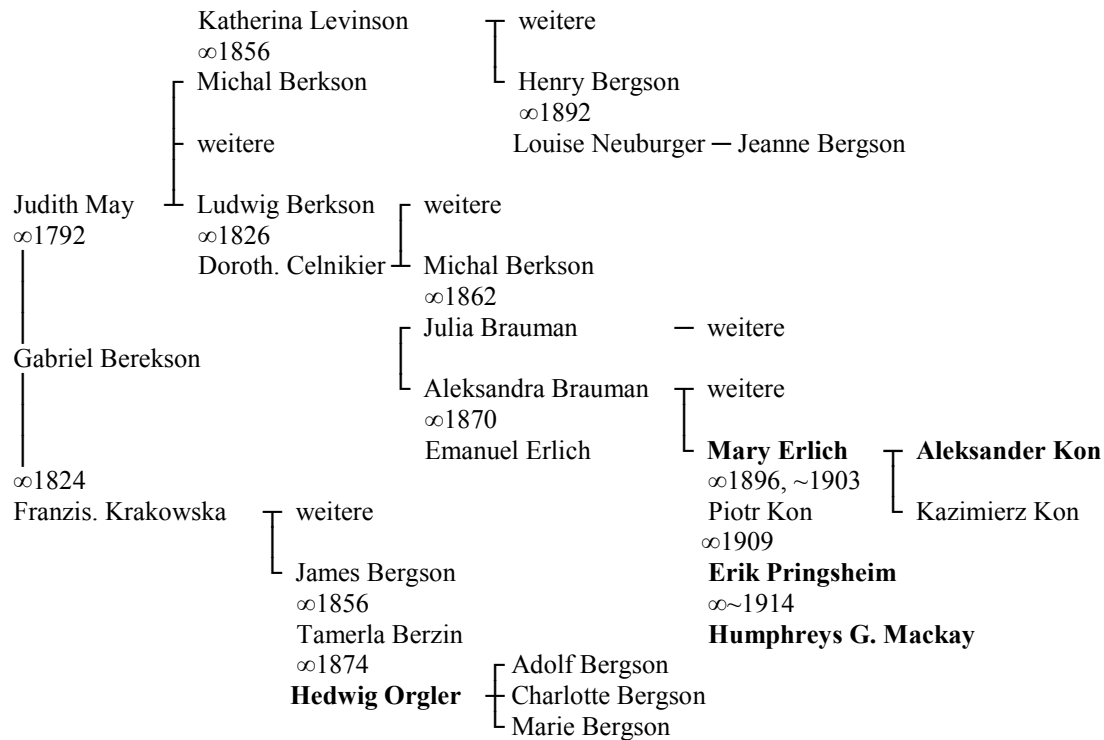 Katherina Levinson weitere
∞1856
Michal Berkson Henry Bergson
∞1892
weitere Louise Neuburger Jeanne Bergson
Judith May Ludwig Berkson weitere
∞1792 ∞1826
Doroth. Celnikier Michal Berkson
∞1862
Julia Brauman weitere
Gabriel Berekson
Aleksandra Brauman weitere
∞1870
Emanuel Erlich Mary Erlich Aleksander Kon
∞1824 ∞1896, ~1903
Franzis. Krakowska weitere Piotr Kon Kazimierz Kon
∞1909
James Bergson Erik Pringsheim
∞1856 ∞~1914
Tamerla Berzin Humphreys G. Mackay
∞1874 Adolf Bergson
Hedwig Orgler Charlotte Bergson
Marie Bergson